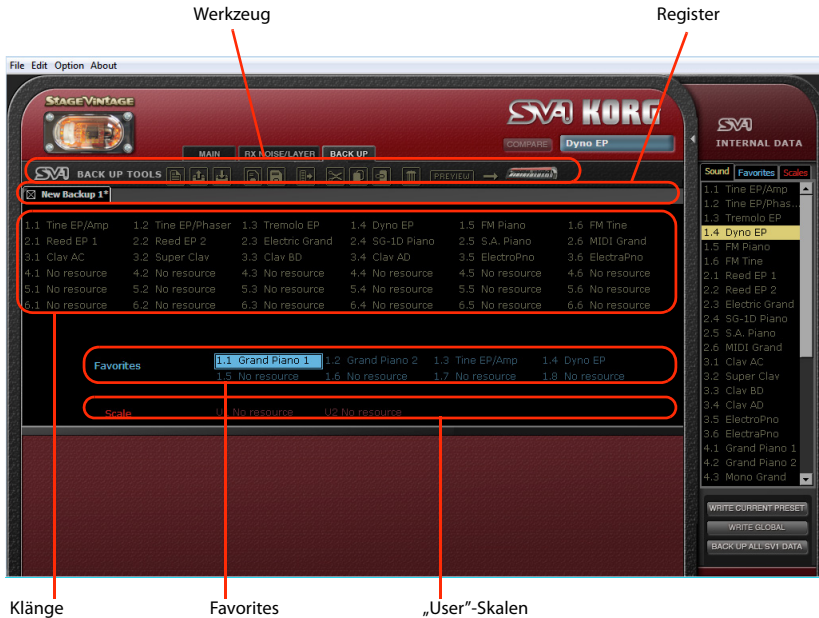 Werkzeug Register
File Edit Option About
STAGEVINTAGE
SV1 KORG
SV1
INTERNAL DATA
COMPARE Dyno EP
MAIN RX NOISE/LAYER BACK UP
SV1 BACK UP TOOLS PREVIEW
Sound Favorites Scales
New Backup 1*
1.1 Tine EP/Amp 1.2 Tine EP/Phaser 1.3 Tremolo EP 1.4 Dyno EP 1.5 FM Piano 1.6 FM Tine
2.1 Reed EP 1 2.2 Reed EP 2 2.3 Electric Grand 2.4 SG-1D Piano 2.5 S.A. Piano 2.6 MIDI Grand
3.1 Clav AC 3.2 Super Clav 3.3 Clav BD 3.4 Clav AD 3.5 ElectroPno 3.6 ElectraPno
4.1 No resource 4.2 No resource 4.3 No resource 4.4 No resource 4.5 No resource 4.6 No resource
5.1 No resource 5.2 No resource 5.3 No resource 5.4 No resource 5.5 No resource 5.6 No resource
6.1 No resource 6.2 No resource 6.3 No resource 6.4 No resource 6.5 No resource 6.6 No resource
Favorites
1.1 Grand Piano 1 1.2 Grand Piano 2 1.3 Tine EP/Amp 1.4 Dyno EP
1.5 No resource 1.6 No resource 1.7 No resource 1.8 No resource
Scale U1 No resource U2 No resource
1.1 Tine EP/Amp
1.2 Tine EP/Phas...
1.3 Tremolo EP
1.4 Dyno EP
1.5 FM Piano
1.6 FM Tine
2.1 Reed EP 1
2.2 Reed EP 2
2.3 Electric Grand
2.4 SG-1D Piano
2.5 S.A. Piano
2.6 MIDI Grand
3.1 Clav AC
3.2 Super Clav
3.3 Clav BD
3.4 Clav AD
3.5 ElectroPno
3.6 ElectraPno
4.1 Grand Piano 1
4.2 Grand Piano 2
4.3 Mono Grand
WRITE CURRENT PRESET
WRITE GLOBAL
BACK UP ALL SV1 DATA
Klänge Favorites „User"-Skalen